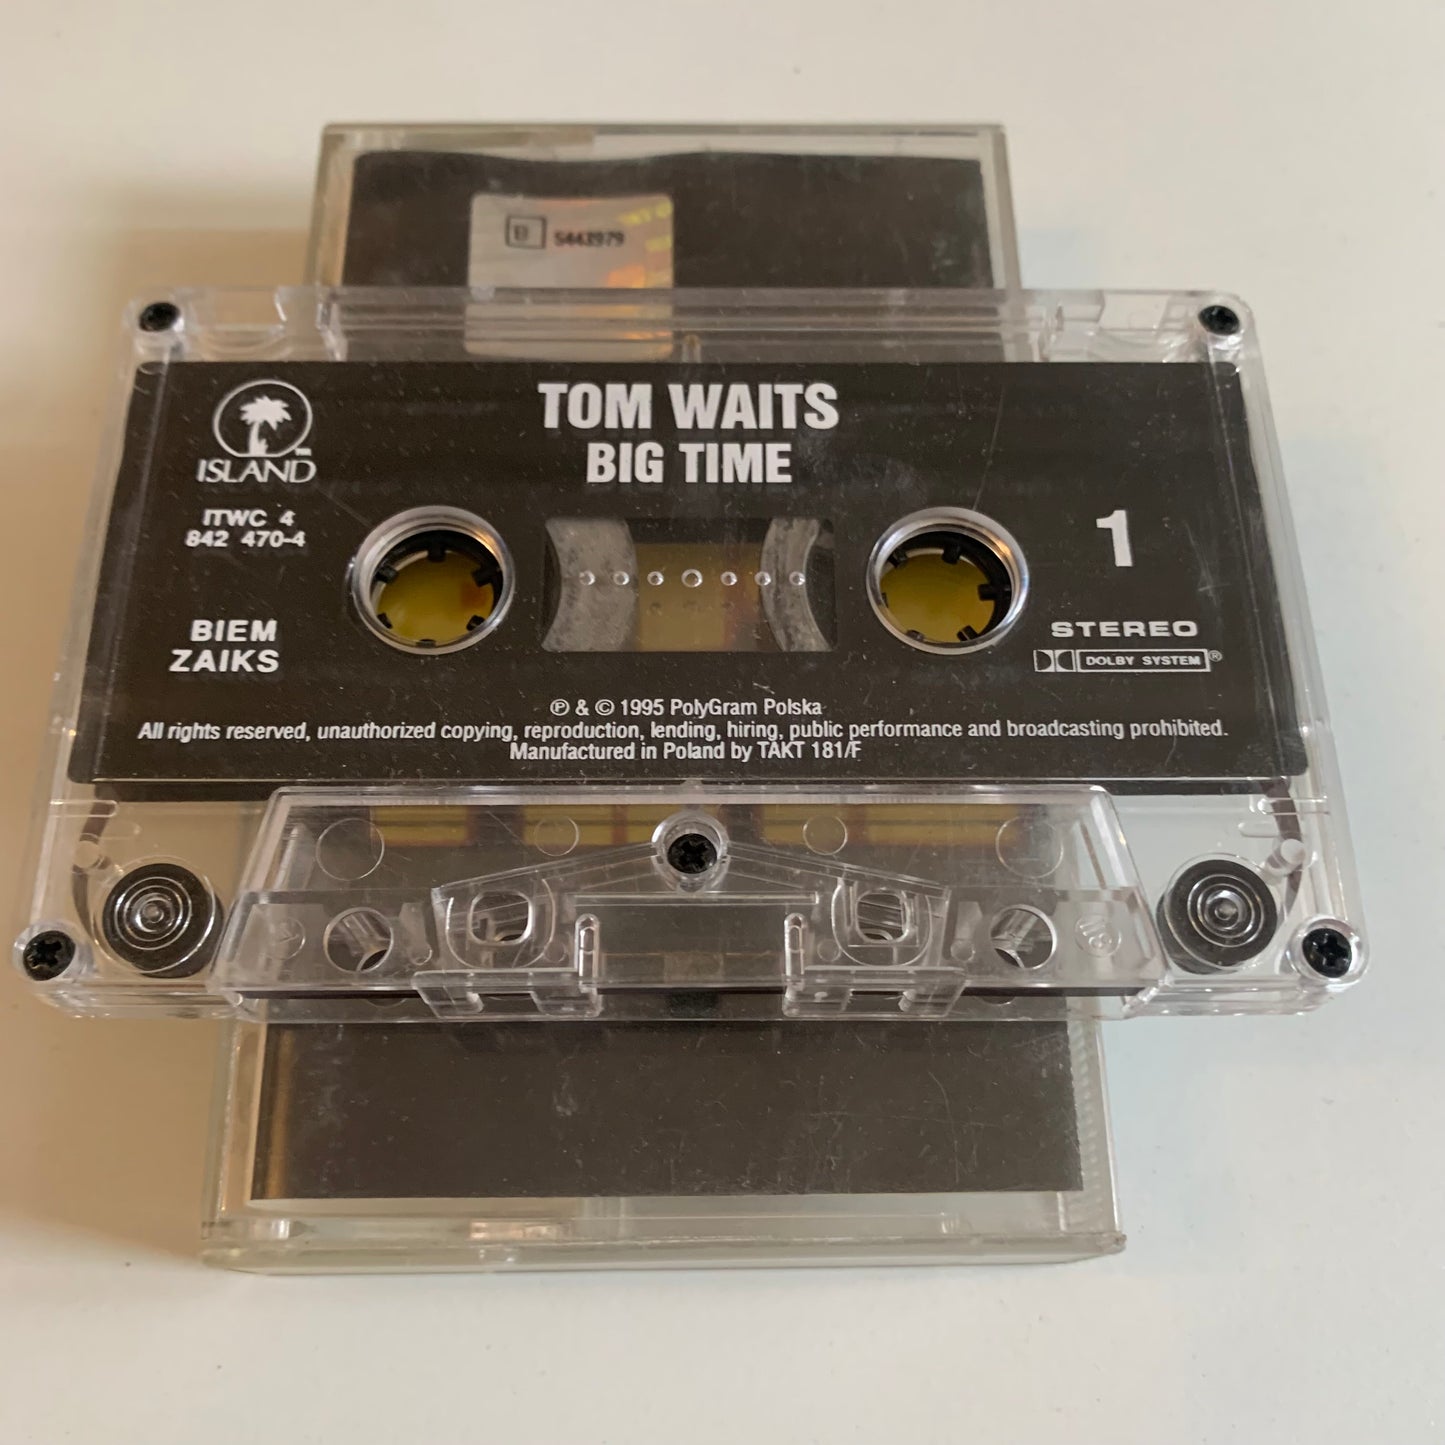 B 5443979
TOM WAITS
BIG TIME
ISLAND
ITWC 4
842 470-4
1
BIEM
ZAIKS
STEREO
DOLBY SYSTEM®
℗ & © 1995 PolyGram Polska
All rights reserved, unauthorized copying, reproduction, lending, hiring, public performance and broadcasting prohibited.
Manufactured in Poland by TAKT 181/F